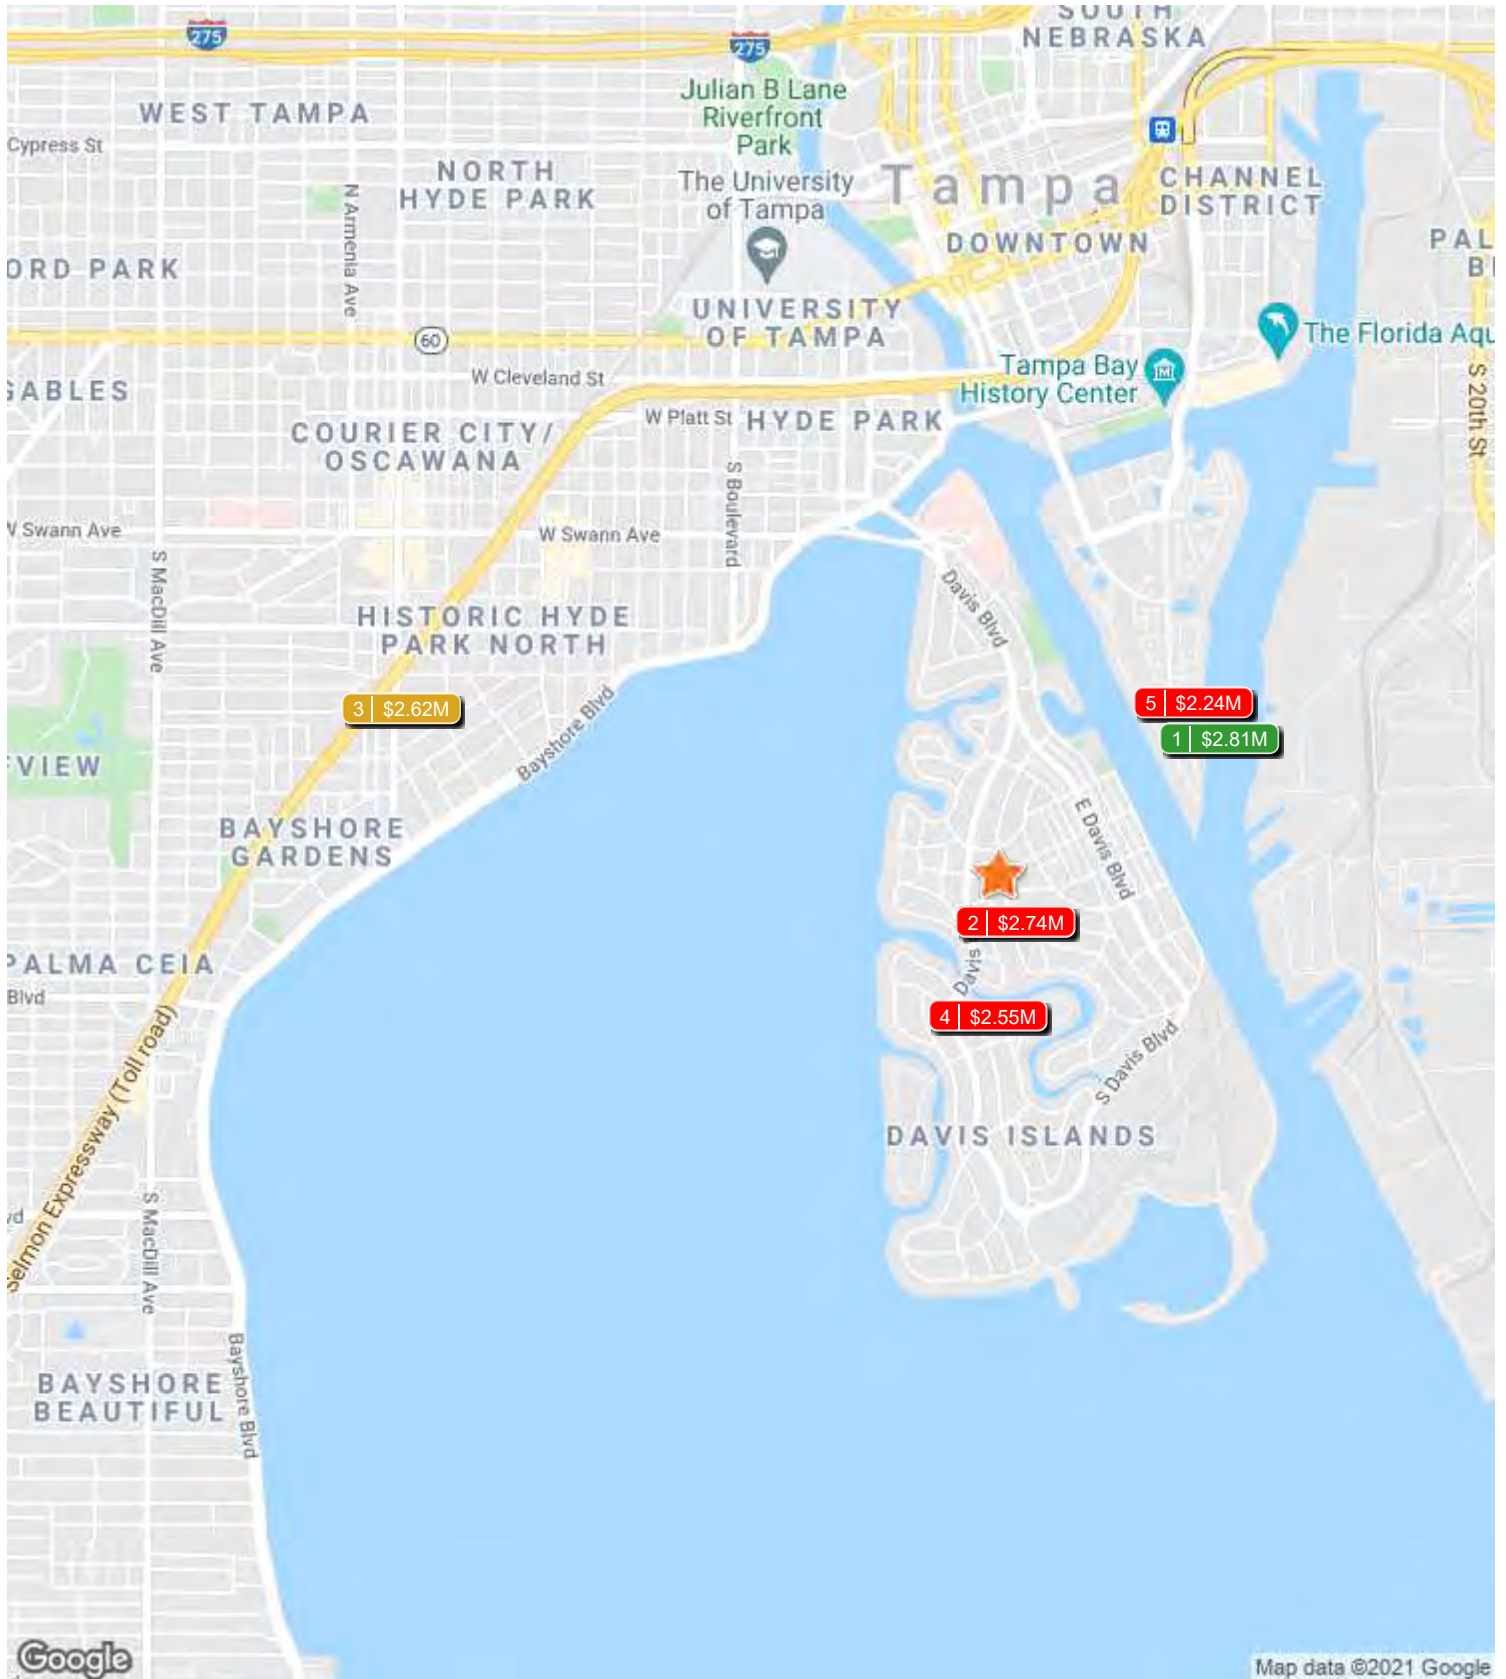 SOUTH
NEBRASKA
275
275
Julian B Lane
Riverfront
Park
WEST TAMPA
Cypress St
NORTH
HYDE PARK
N Armenia Ave
The University
of Tampa
Tampa
CHANNEL
DISTRICT
DOWNTOWN
PAL
B
ORD PARK
UNIVERSITY
OF TAMPA
60
The Florida Aqu
W Cleveland St
Tampa Bay
History Center
GABLES
S 20th St
W Platt St
HYDE PARK
COURIER CITY/
OSCAWANA
S Boulevard
W Swann Ave
W Swann Ave
S MacDill Ave
Davis Blvd
HISTORIC HYDE
PARK NORTH
3 $2.62M
5 $2.24M
1 $2.81M
Bayshore Blvd
VIEW
BAYSHORE
GARDENS
E Davis Blvd
2 $2.74M
Davis
PALMA CEIA
Blvd
4 $2.55M
Selmon Expressway (Toll road)
S Davis Blvd
DAVIS ISLANDS
S MacDill Ave
vd
Bayshore Blvd
BAYSHORE
BEAUTIFUL
Google
Map data ©2021 Google